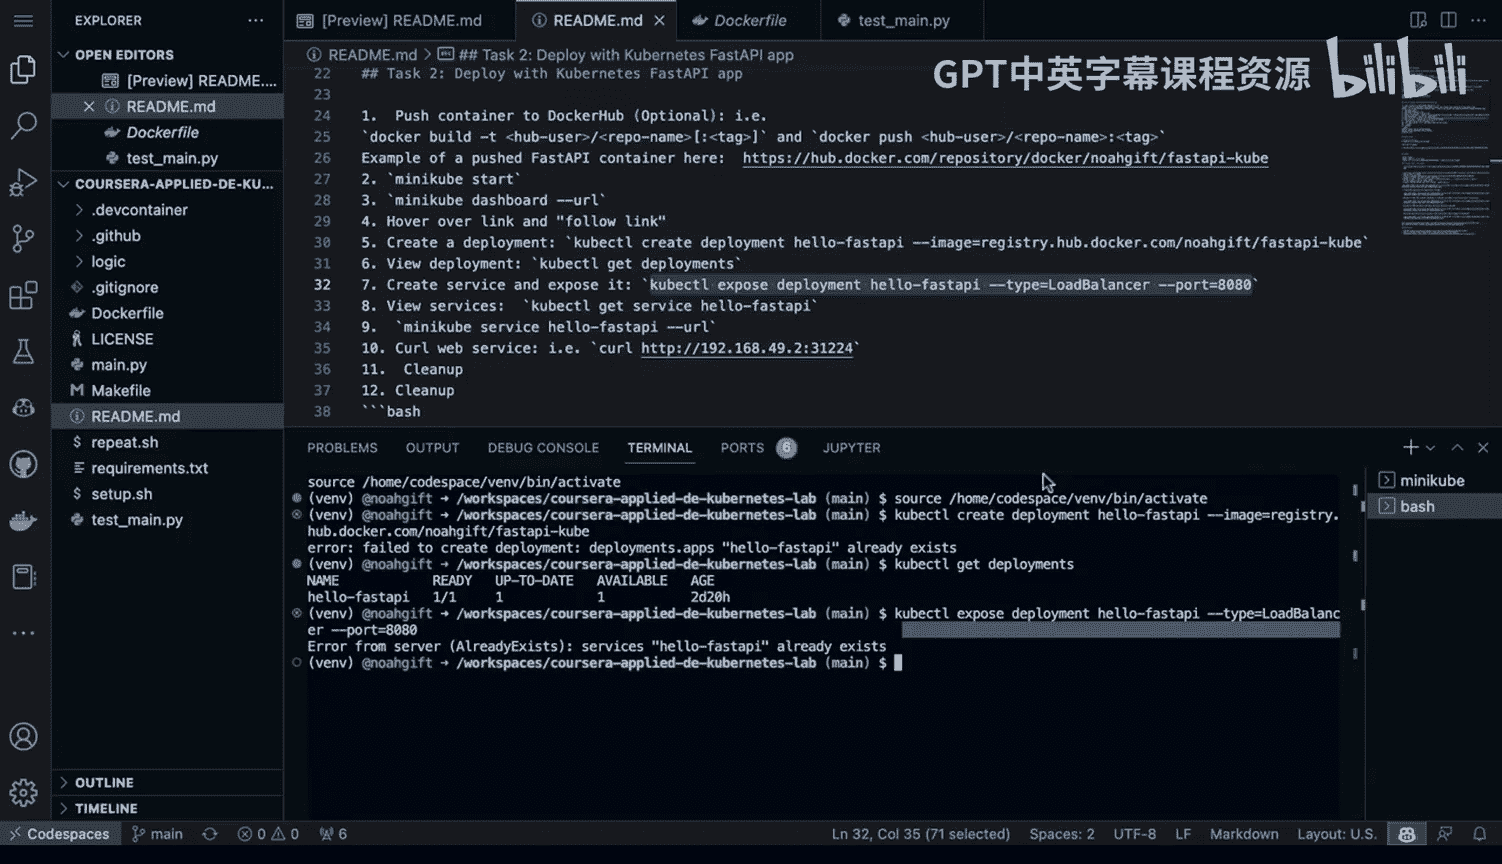 EXPLORER
OPEN EDITORS
[Preview] README....
README.md
Dockerfile
test_main.py
COURSERA-APPLIED-DE-KU...
.devcontainer
.github
logic
.gitignore
Dockerfile
LICENSE
main.py
Makefile
README.md
repeat.sh
requirements.txt
setup.sh
test_main.py
OUTLINE
TIMELINE
[Preview] README.md
README.md
Dockerfile
test_main.py
README.md > ## Task 2: Deploy with Kubernetes FastAPI app
GPT中英字幕课程资源 bilibili
22 ## Task 2: Deploy with Kubernetes FastAPI app
23
24 1.  Push container to DockerHub (Optional): i.e.
25 `docker build -t <hub-user>/<repo-name>[:<tag>]` and `docker push <hub-user>/<repo-name>:<tag>`
26 Example of a pushed FastAPI container here:  https://hub.docker.com/repository/docker/noahgift/fastapi-kube
27 2. `minikube start`
28 3. `minikube dashboard --url`
29 4. Hover over link and "follow link"
30 5. Create a deployment: `kubectl create deployment hello-fastapi --image=registry.hub.docker.com/noahgift/fastapi-kube`
31 6. View deployment: `kubectl get deployments`
32 7. Create service and expose it: `kubectl expose deployment hello-fastapi --type=LoadBalancer --port=8080`
33 8. View services:  `kubectl get service hello-fastapi`
34 9.  `minikube service hello-fastapi --url`
35 10. Curl web service: i.e. `curl http://192.168.49.2:31224`
36 11.  Cleanup
37 12. Cleanup
38 ```bash
PROBLEMS OUTPUT DEBUG CONSOLE TERMINAL PORTS 6 JUPYTER
source /home/codespace/venv/bin/activate
(venv) @noahgift → /workspaces/coursera-applied-de-kubernetes-lab (main) $ source /home/codespace/venv/bin/activate
(venv) @noahgift → /workspaces/coursera-applied-de-kubernetes-lab (main) $ kubectl create deployment hello-fastapi --image=registry.
hub.docker.com/noahgift/fastapi-kube
error: failed to create deployment: deployments.apps "hello-fastapi" already exists
(venv) @noahgift → /workspaces/coursera-applied-de-kubernetes-lab (main) $ kubectl get deployments
NAME READY UP-TO-DATE AVAILABLE AGE
hello-fastapi 1/1 1 1 2d20h
(venv) @noahgift → /workspaces/coursera-applied-de-kubernetes-lab (main) $ kubectl expose deployment hello-fastapi --type=LoadBalanc
er --port=8080
Error from server (AlreadyExists): services "hello-fastapi" already exists
(venv) @noahgift → /workspaces/coursera-applied-de-kubernetes-lab (main) $
minikube
bash
Codespaces main 0 0 6 Ln 32, Col 35 (71 selected) Spaces: 2 UTF-8 LF Markdown Layout: U.S.